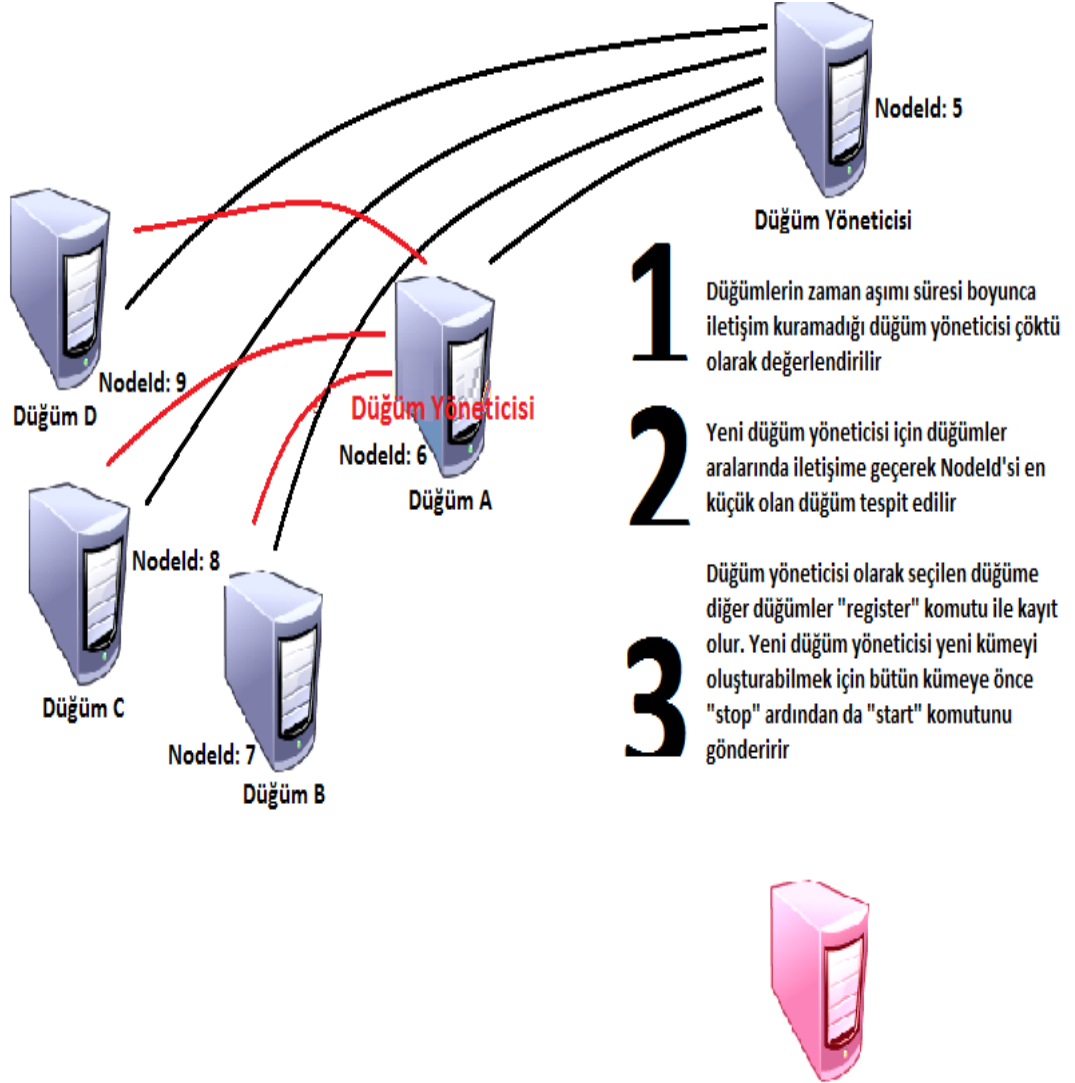 NodeId: 5
Düğüm Yöneticisi
1
Düğümlerin zaman aşımı süresi boyunca
iletişim kuramadığı düğüm yöneticisi çöktü
olarak değerlendirilir
NodeId: 9
Düğüm D
Düğüm Yöneticisi
NodeId: 6
Düğüm A
2
Yeni düğüm yöneticisi için düğümler
aralarında iletişime geçerek NodeId'si en
küçük olan düğüm tespit edilir
NodeId: 8
Düğüm C
NodeId: 7
Düğüm B
3
Düğüm yöneticisi olarak seçilen düğüme
diğer düğümler "register" komutu ile kayıt
olur. Yeni düğüm yöneticisi yeni kümeyi
oluşturabilmek için bütün kümeye önce
"stop" ardından da "start" komutunu
gönderirir